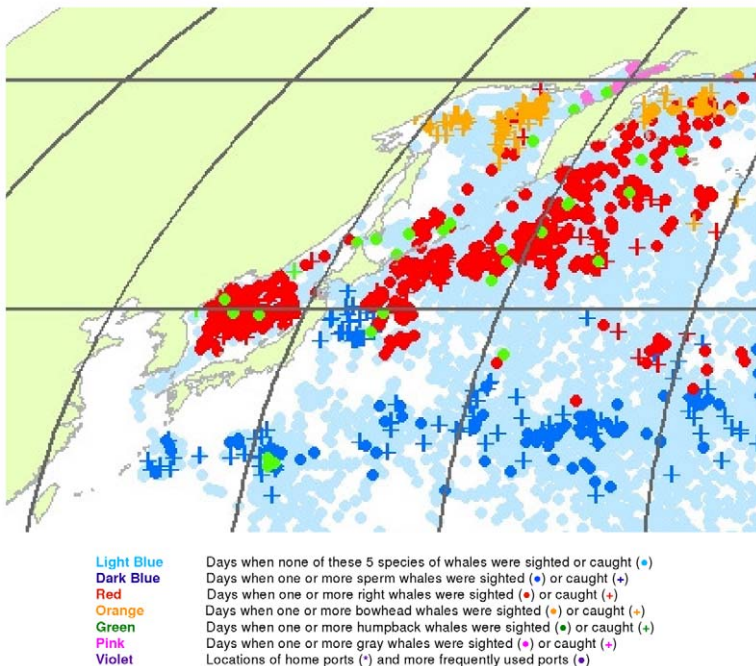 Light Blue Days when none of these 5 species of whales were sighted or caught (●)
Dark Blue Days when one or more sperm whales were sighted (●) or caught (+)
Red Days when one or more right whales were sighted (●) or caught (+)
Orange Days when one or more bowhead whales were sighted (●) or caught (+)
Green Days when one or more humpback whales were sighted (●) or caught (+)
Pink Days when one or more gray whales were sighted (●) or caught (+)
Violet Locations of home ports (*) and more frequently used ports (●)